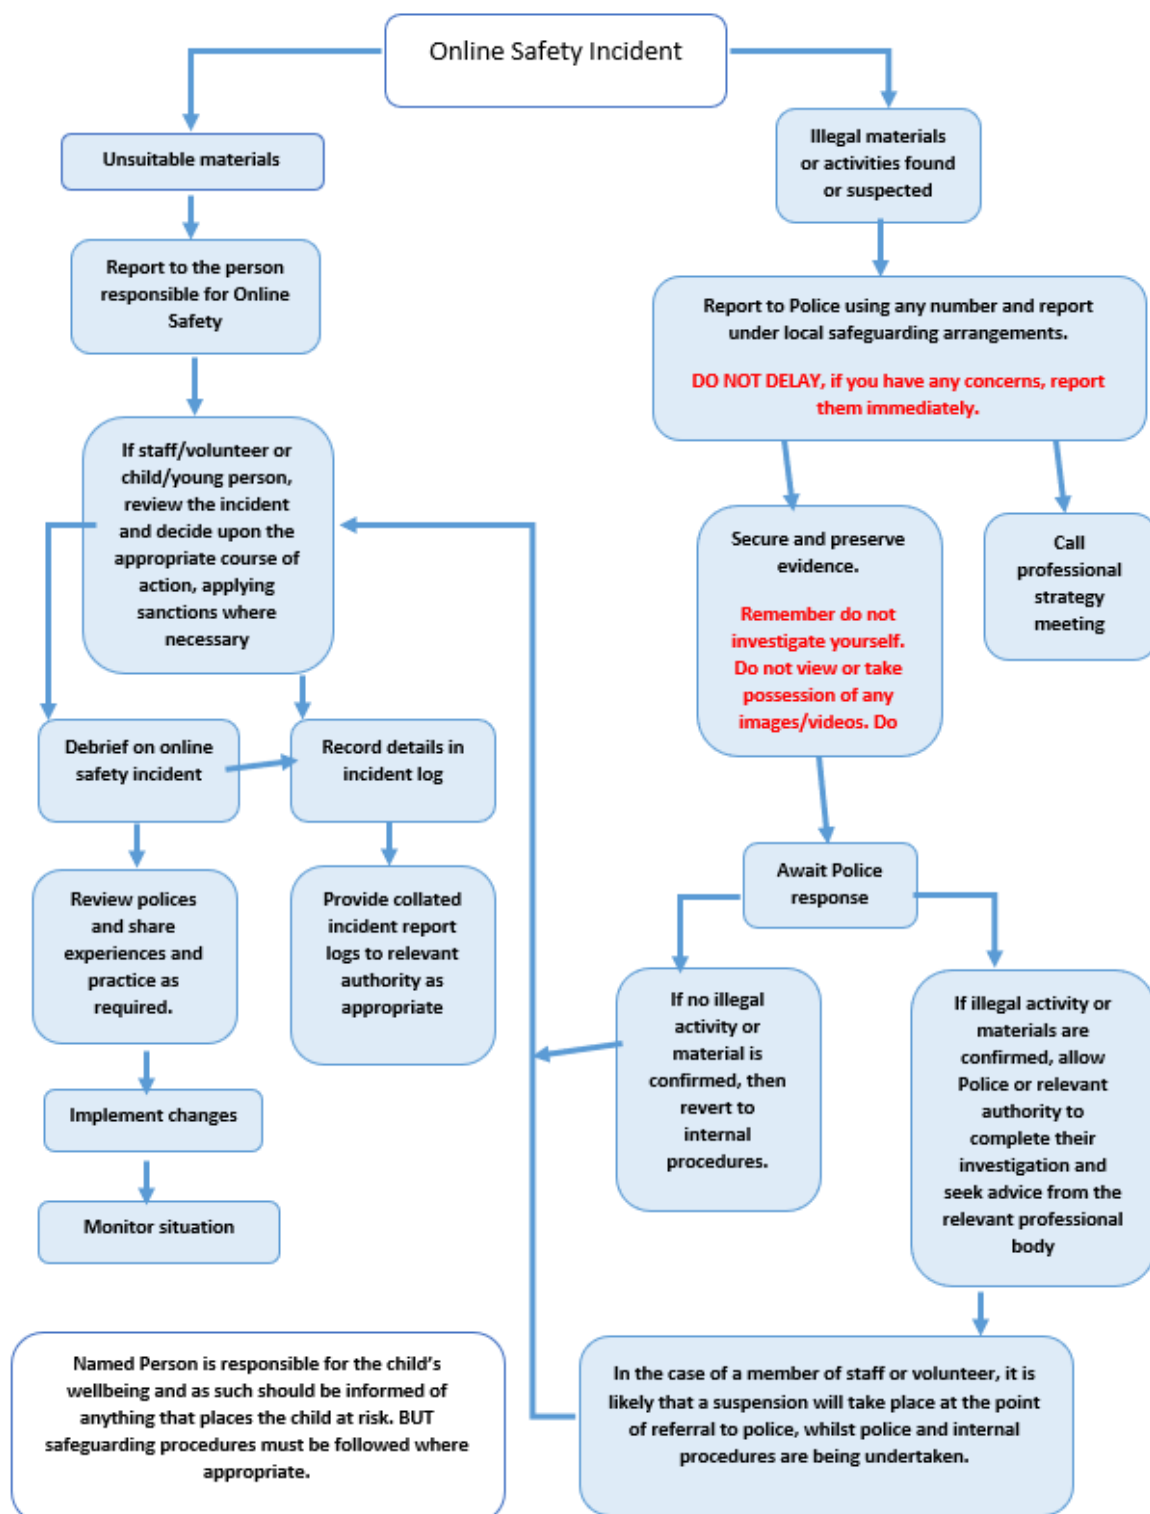 Online Safety Incident
Unsuitable materials
Report to the person
responsible for Online
Safety
If staff/volunteer or
child/young person,
review the incident
and decide upon the
appropriate course of
action, applying
sanctions where
necessary
Debrief on online
safety incident
Record details in
incident log
Review polices
and share
experiences and
practice as
required.
Provide collated
incident report
logs to relevant
authority as
appropriate
Implement changes
Monitor situation
Illegal materials
or activities found
or suspected
Report to Police using any number and report
under local safeguarding arrangements.
DO NOT DELAY, if you have any concerns, report
them immediately.
Secure and preserve
evidence.
Remember do not
investigate yourself.
Do not view or take
possession of any
images/videos. Do
Call
professional
strategy
meeting
Await Police
response
If no illegal
activity or
material is
confirmed, then
revert to
internal
procedures.
If illegal activity or
materials are
confirmed, allow
Police or relevant
authority to
complete their
investigation and
seek advice from the
relevant professional
body
In the case of a member of staff or volunteer, it is
likely that a suspension will take place at the point
of referral to police, whilst police and internal
procedures are being undertaken.
Named Person is responsible for the child’s
wellbeing and as such should be informed of
anything that places the child at risk. BUT
safeguarding procedures must be followed where
appropriate.